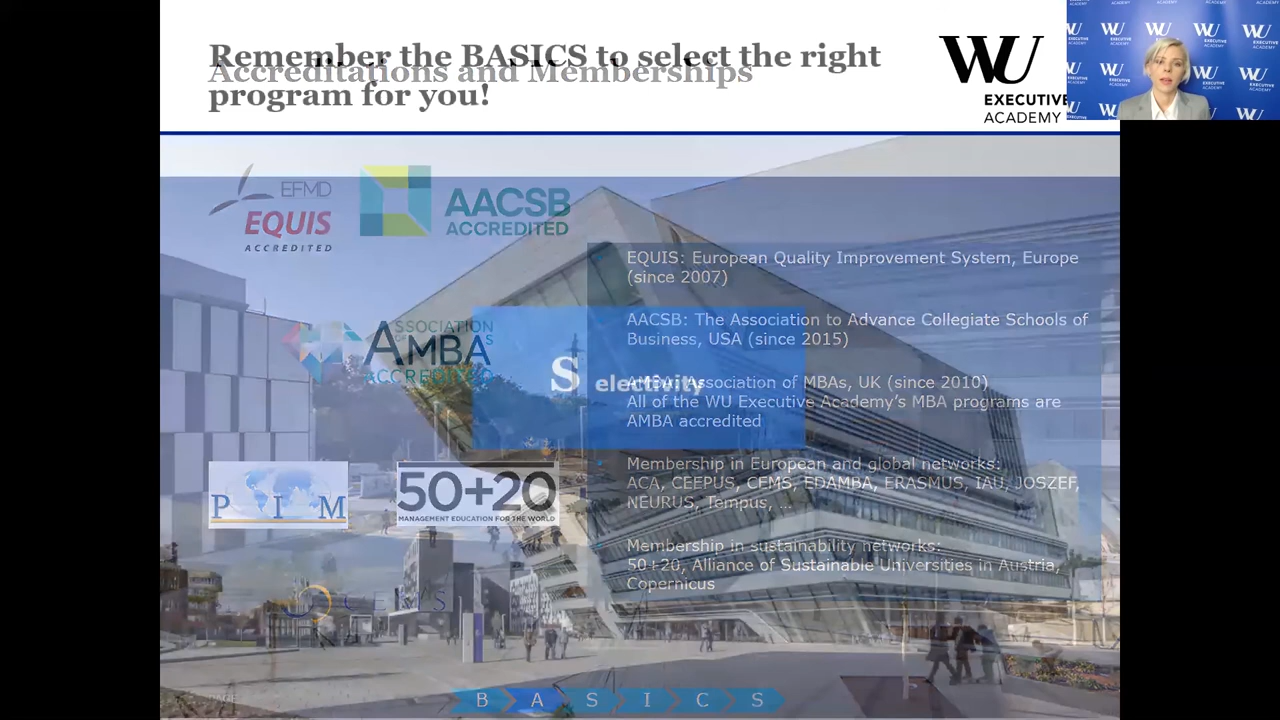 Remember the BASICS to select the right
Accreditations and Memberships
program for you!
WU
EXECUTIVE
ACADEMY
EFMD
EQUIS
ACCREDITED
AACSB
ACCREDITED
ASSOCIATION
AMBA
ACCREDITED
EQUIS: European Quality Improvement System, Europe
(since 2007)
AACSB: The Association to Advance Collegiate Schools of
Business, USA (since 2015)
Selectivity
AMBA: Association of MBAs, UK (since 2010)
All of the WU Executive Academy's MBA programs are
AMBA accredited
PIM
50+20
MANAGEMENT EDUCATION FOR THE WORLD
Membership in European and global networks:
ACA, CEEPUS, CEMS, EDAMBA, ERASMUS, IAU, JOSZEF,
NEURUS, Tempus, ...
Membership in sustainability networks:
50+20, Alliance of Sustainable Universities in Austria,
Copernicus
PAGE
B A S I C S